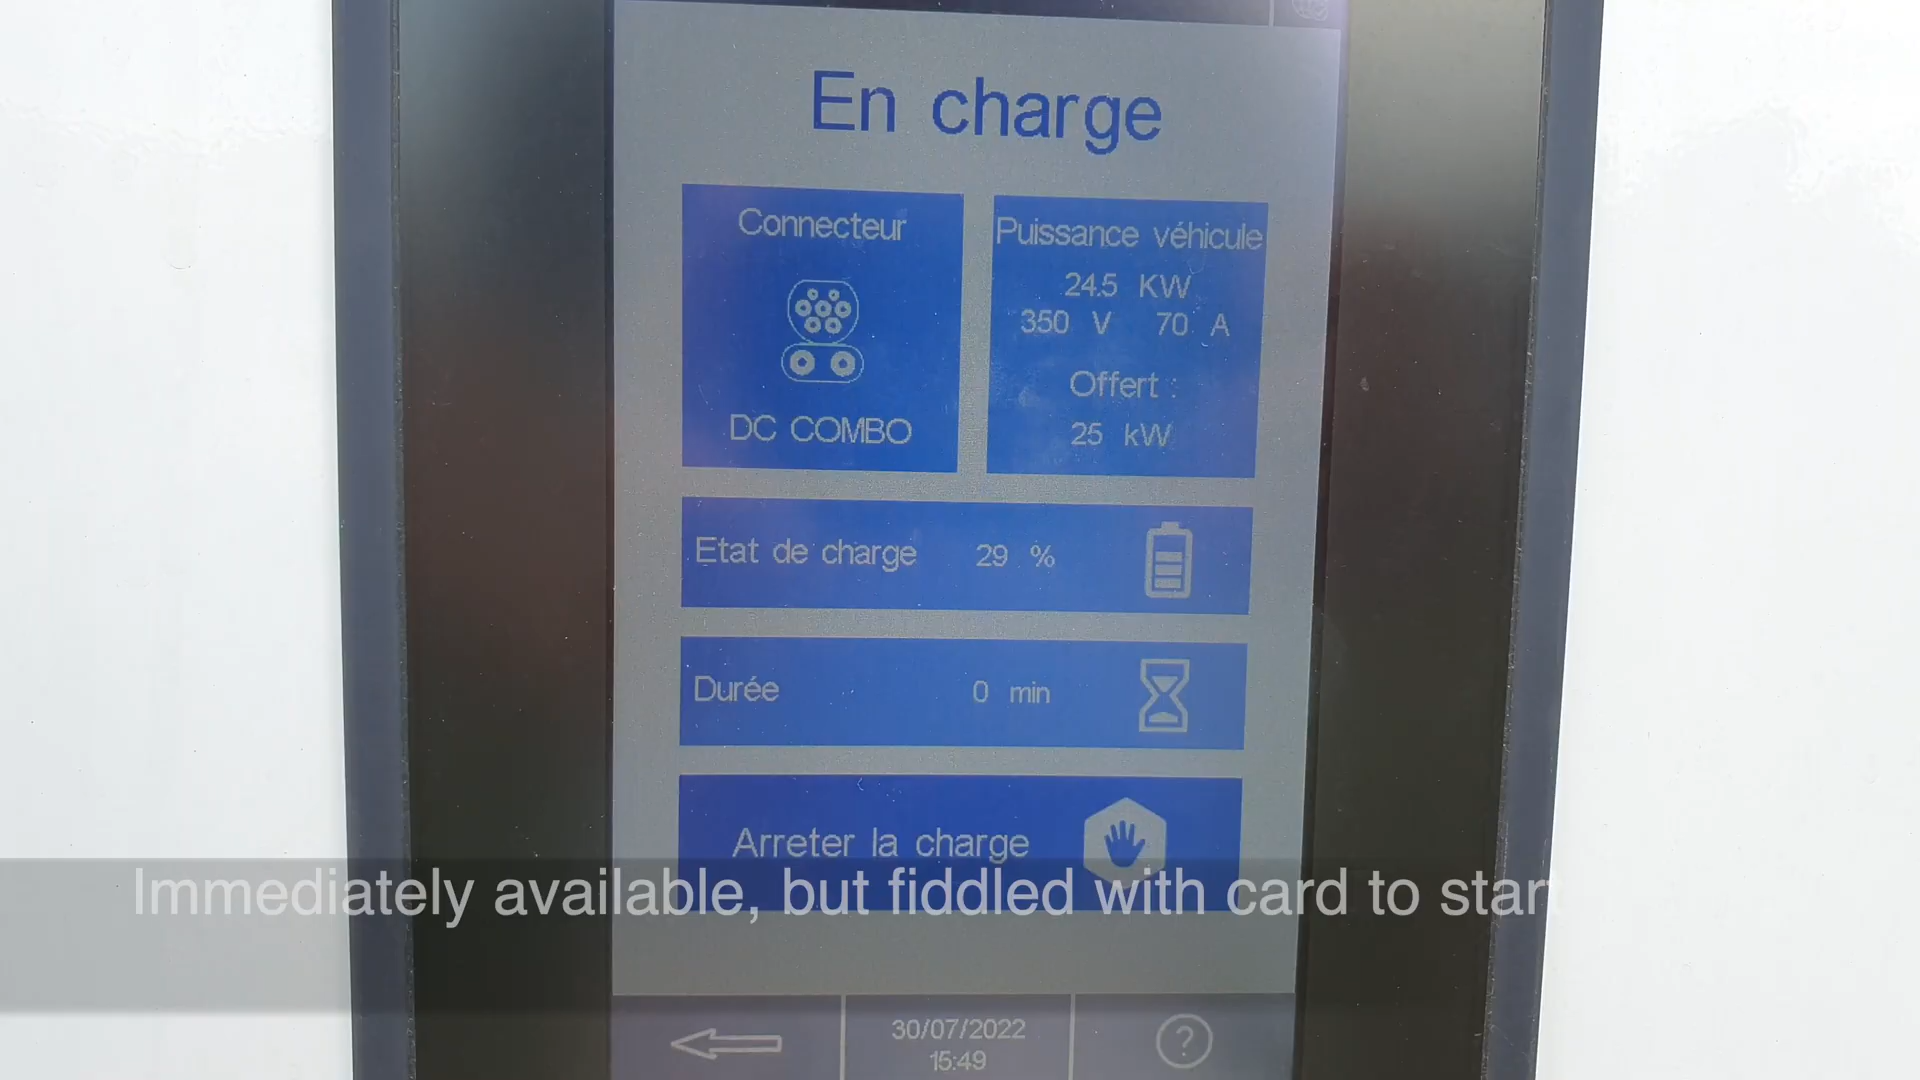 En charge
Connecteur
DC COMBO
Puissance véhicule
24.5 KW
350 V 70 A
Offert :
25 kW
Etat de charge 29 %
Durée 0 min
Arreter la charge
Immediately available, but fiddled with card to start
30/07/2022
15:49
?